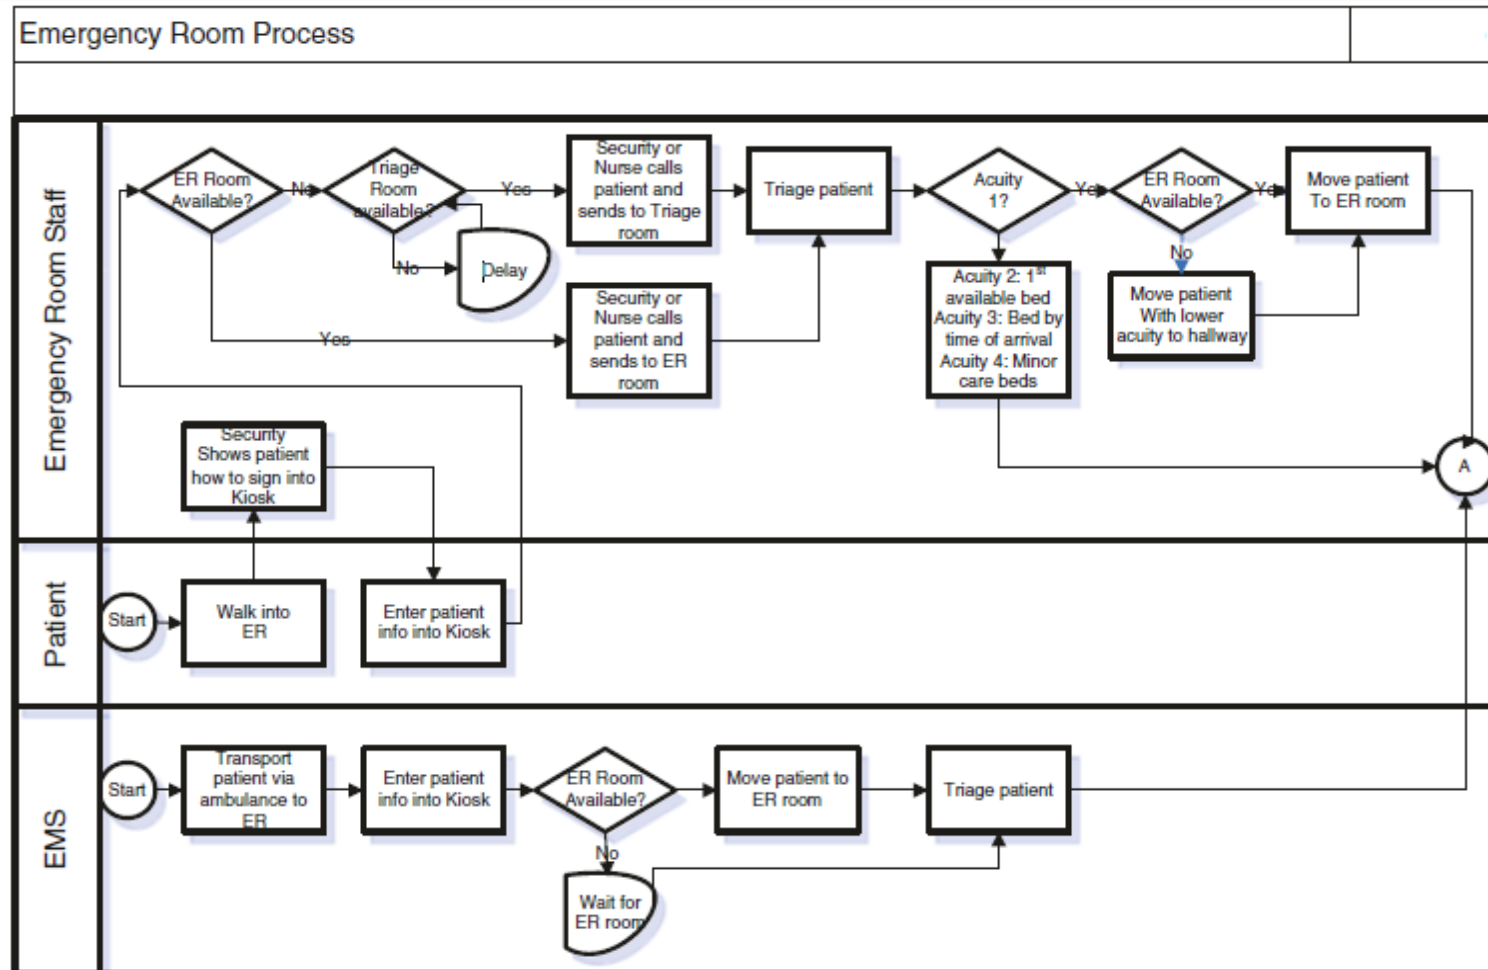 Emergency Room Process
Emergency Room Staff
ER Room
Available?
No
Triage
Room
available?
Yes
No
Delay
Yes
Security or
Nurse calls
patient and
sends to Triage
room
Security or
Nurse calls
patient and
sends to ER
room
Triage patient
Acuity
1?
Yes
ER Room
Available?
Yes
Move patient
To ER room
No
Acuity 2: 1st
available bed
Acuity 3: Bed by
time of arrival
Acuity 4: Minor
care beds
Move patient
With lower
acuity to hallway
A
Security
Shows patient
how to sign into
Kiosk
Patient
Start
Walk into
ER
Enter patient
info into Kiosk
EMS
Start
Transport
patient via
ambulance to
ER
Enter patient
info into Kiosk
ER Room
Available?
Move patient to
ER room
Triage patient
No
Wait for
ER room